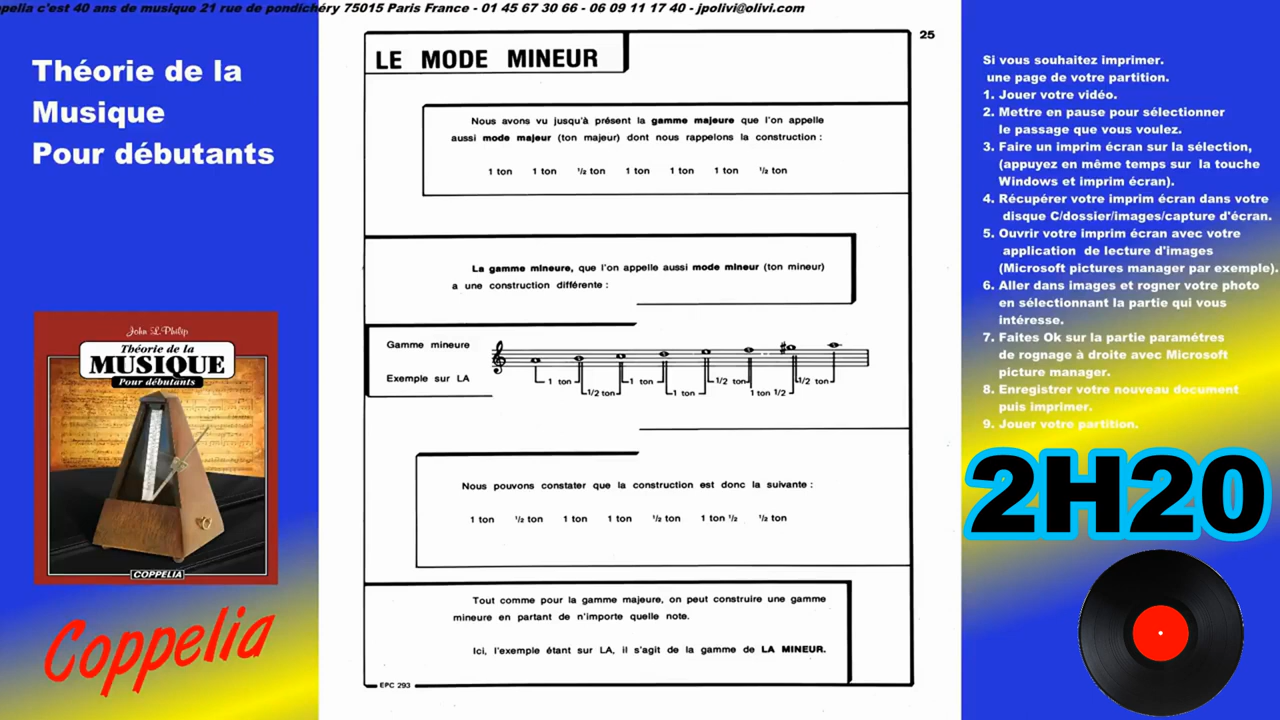 ppelia c'est 40 ans de musique 21 rue de pondichéry 75015 Paris France - 01 45 67 30 66 - 06 09 11 17 40 - jpolivi@olivi.com
Théorie de la
Musique
Pour débutants
John L. Philip
Théorie de la
MUSIQUE
Pour débutants
COPPELIA
Coppelia
25
LE MODE MINEUR
Nous avons vu jusqu'à présent la gamme majeure que l'on appelle
aussi mode majeur (ton majeur) dont nous rappelons la construction :
1 ton 1 ton ½ ton 1 ton 1 ton 1 ton ½ ton
La gamme mineure, que l'on appelle aussi mode mineur (ton mineur)
a une construction différente :
Gamme mineure
Exemple sur LA
1 ton 1 ton 1/2 ton 1/2 ton
1/2 ton 1 ton 1 ton 1/2
Nous pouvons constater que la construction est donc la suivante :
1 ton ½ ton 1 ton 1 ton ½ ton 1 ton ½ ½ ton
Tout comme pour la gamme majeure, on peut construire une gamme
mineure en partant de n'importe quelle note.
Ici, l'exemple étant sur LA, il s'agit de la gamme de LA MINEUR.
EPC 293
Si vous souhaitez imprimer.
une page de votre partition.
1. Jouer votre vidéo.
2. Mettre en pause pour sélectionner
le passage que vous voulez.
3. Faire un imprim écran sur la sélection,
(appuyez en même temps sur la touche
Windows et imprim écran).
4. Récupérer votre imprim écran dans votre
disque C/dossier/images/capture d'écran.
5. Ouvrir votre imprim écran avec votre
application de lecture d'images
(Microsoft pictures manager par exemple).
6. Aller dans images et rogner votre photo
en sélectionnant la partie qui vous
intéresse.
7. Faites Ok sur la partie paramétres
de rognage à droite avec Microsoft
picture manager.
8. Enregistrer votre nouveau document
puis imprimer.
9. Jouer votre partition.
2H20